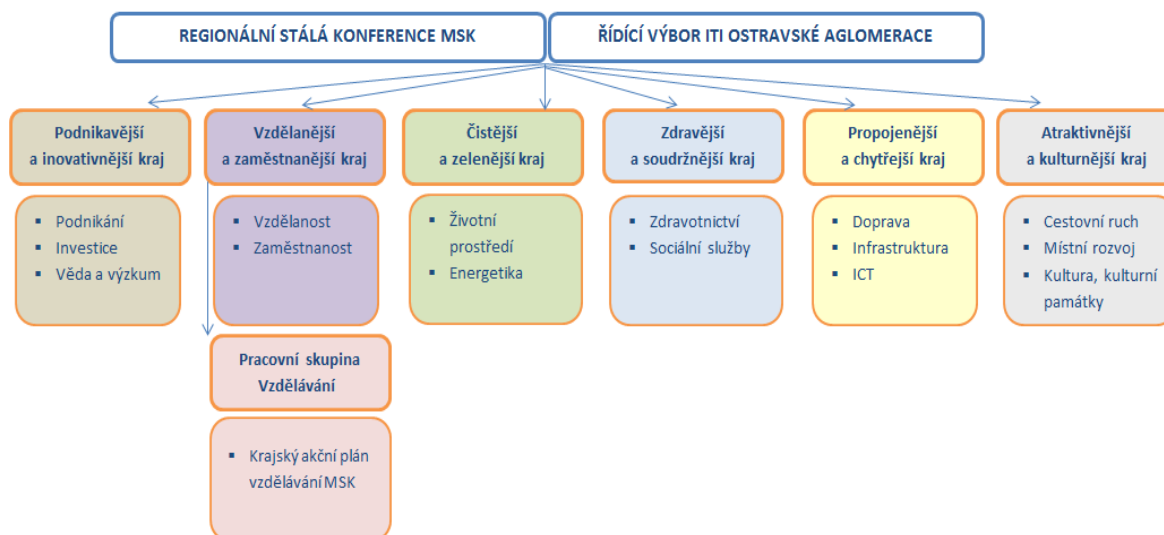 REGIONÁLNÍ STÁLÁ KONFERENCE MSK
ŘÍDÍCÍ VÝBOR ITI OSTRAVSKÉ AGLOMERACE
Podnikavější
a inovativnější kraj
Vzdělanější
a zaměstnanější kraj
Čistější
a zelenější kraj
Zdravější
a soudržnější kraj
Propojenější
a chytřejší kraj
Atraktivnější
a kulturnější kraj
▪ Podnikání
▪ Investice
▪ Věda a výzkum
▪ Vzdělanost
▪ Zaměstnanost
▪ Životní
prostředí
▪ Energetika
▪ Zdravotnictví
▪ Sociální služby
▪ Doprava
▪ Infrastruktura
▪ ICT
▪ Cestovní ruch
▪ Místní rozvoj
▪ Kultura, kulturní
památky
Pracovní skupina
Vzdělávání
▪ Krajský akční plán
vzdělávání MSK